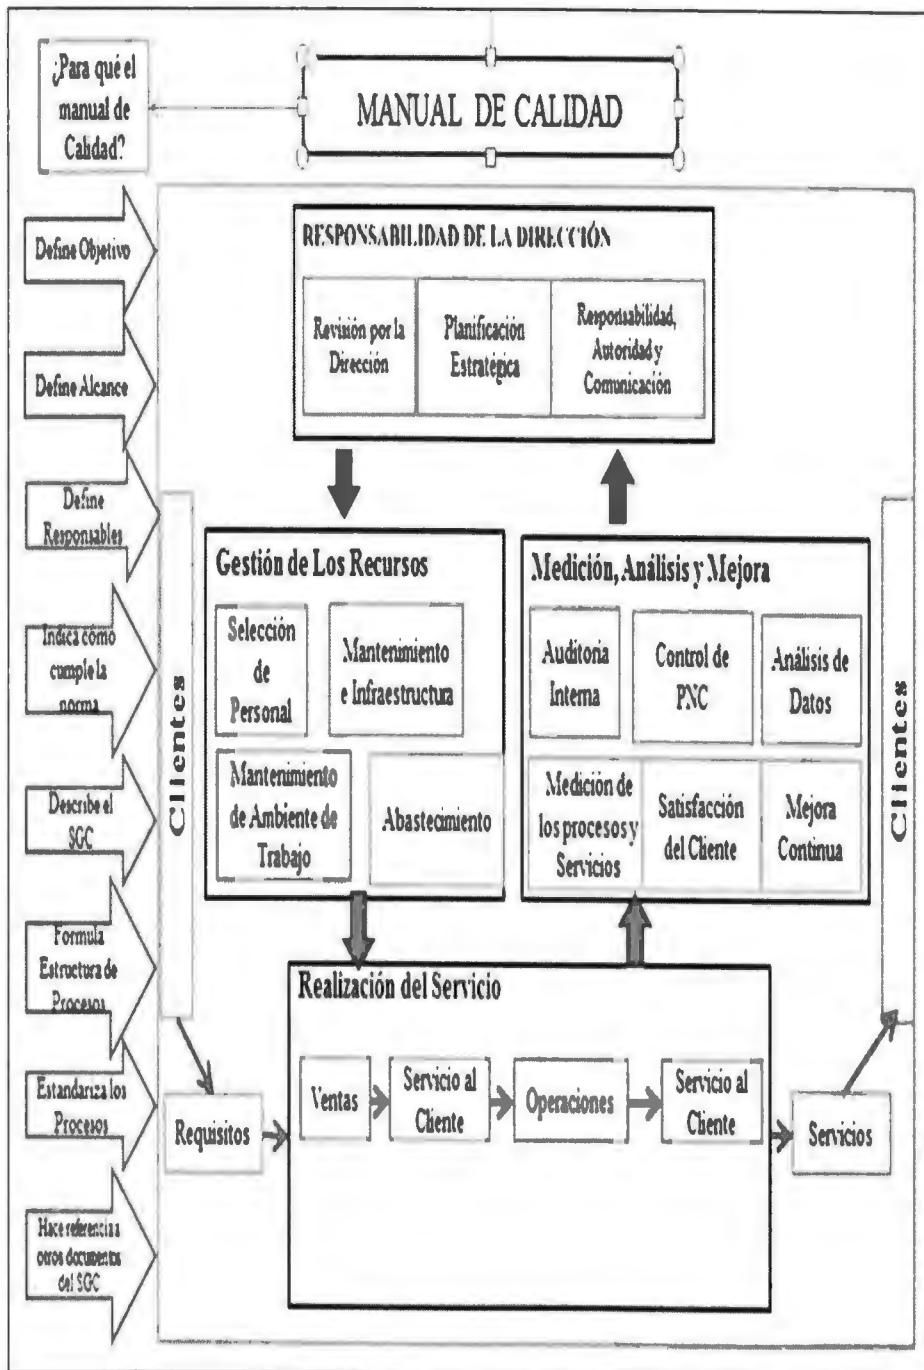 ¿Para qué el
manual de
Calidad?
MANUAL DE CALIDAD
Define Objetivo
Define Alcance
Define
Responsables
Indica cómo
cumple la
norma
Describe el
SGC
Formula
Estructura de
Procesos
Estandariza los
Procesos
Hace referencia a
otros documentos
del SGC
RESPONSABILIDAD DE LA DIRECCIÓN
Revisión por la
Dirección
Planificación
Estratégica
Responsabilidad,
Autoridad y
Comunicación
Clientes
Gestión de Los Recursos
Selección
de
Personal
Mantenimiento
e Infraestructura
Mantenimiento
de Ambiente de
Trabajo
Abastecimiento
Medición, Análisis y Mejora
Auditoria
Interna
Control de
PNC
Análisis de
Datos
Medición de
los procesos y
Servicios
Satisfacción
del Cliente
Mejora
Continua
Clientes
Realización del Servicio
Requisitos
Ventas
Servicio al
Cliente
Operaciones
Servicio al
Cliente
Servicios